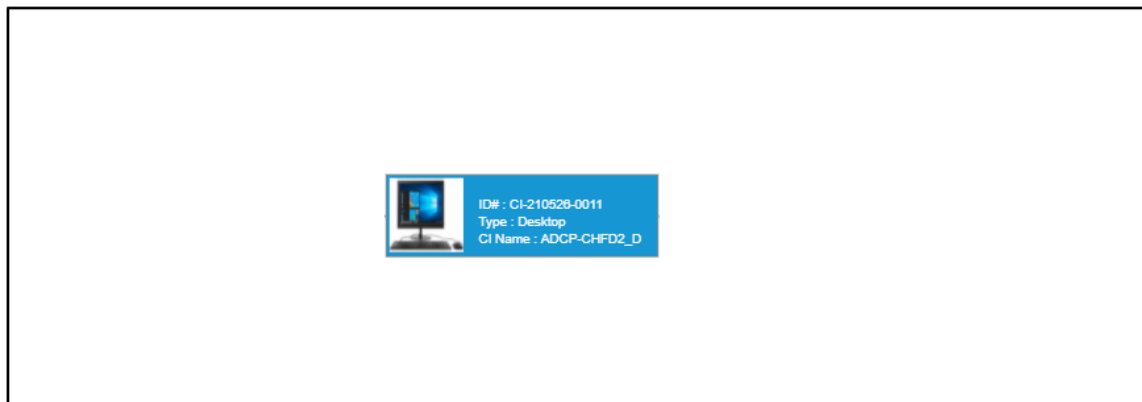 ID# : CI-210526-0011
Type : Desktop
CI Name : ADCP-CHFD2_D